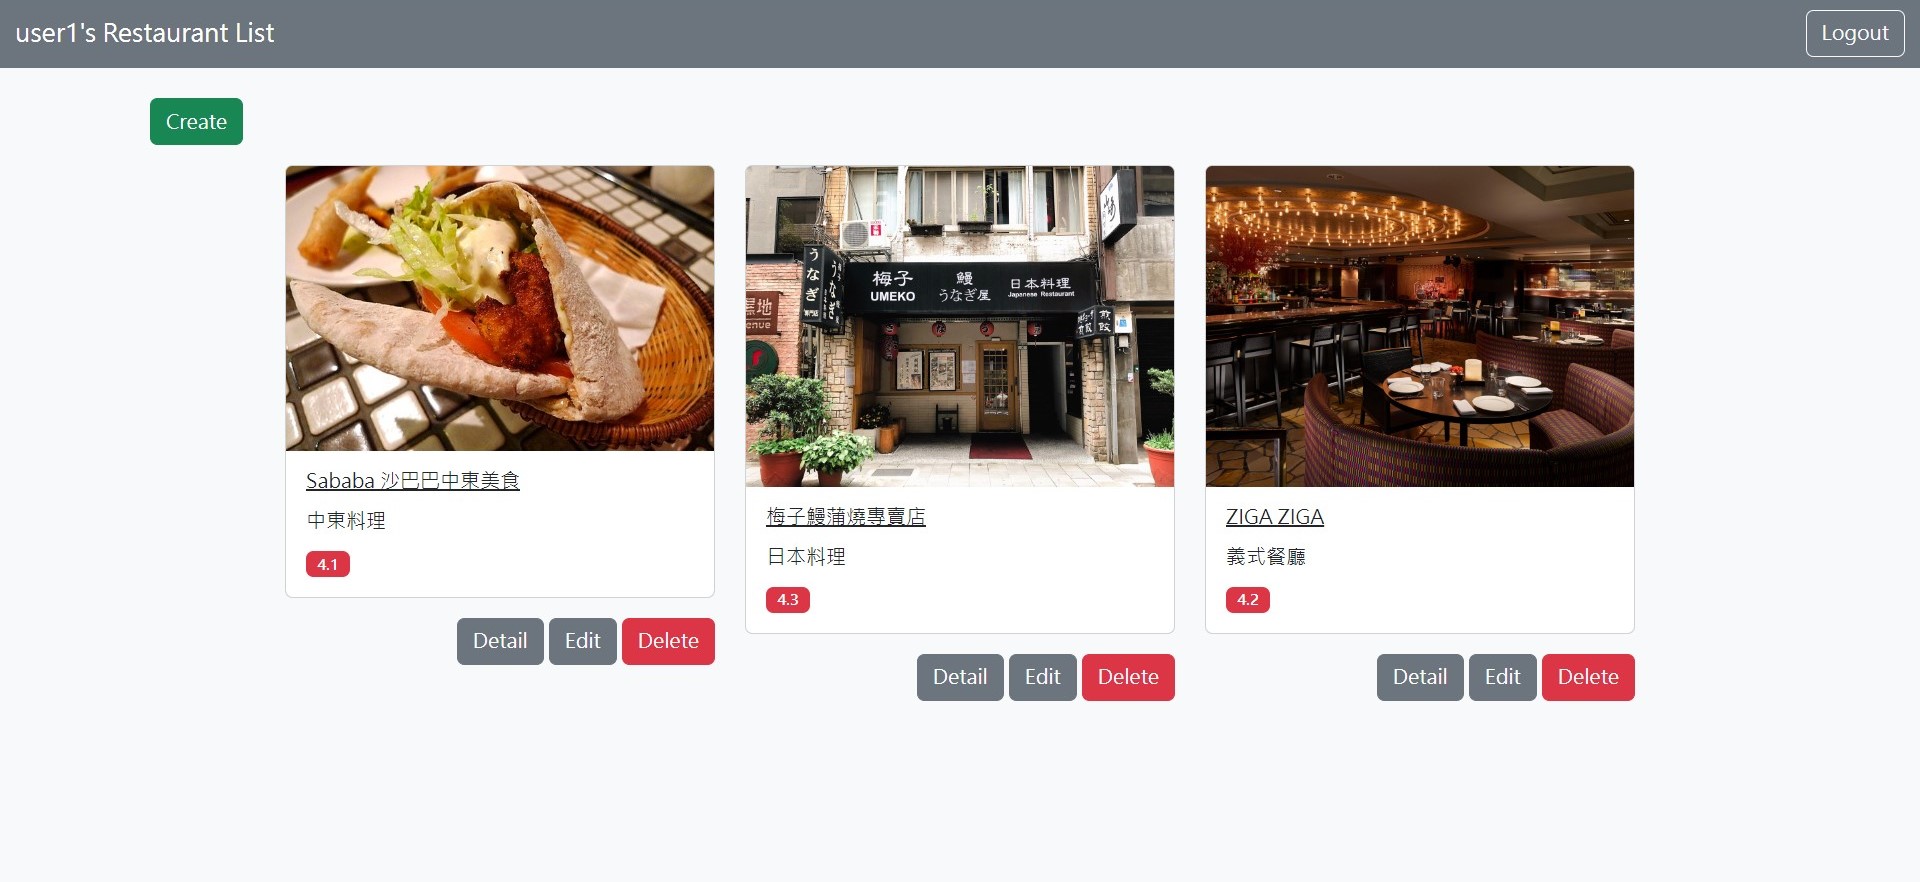 user1's Restaurant List
Logout
Create
Sababa 沙巴巴中東美食
中東料理
4.1
Detail Edit Delete
うなぎ
梅子
UMEKO
鰻
うなぎ屋
日本料理
Japanese Restaurant
梅子鰻蒲燒專賣店
日本料理
4.3
Detail Edit Delete
ZIGA ZIGA
義式餐廳
4.2
Detail Edit Delete